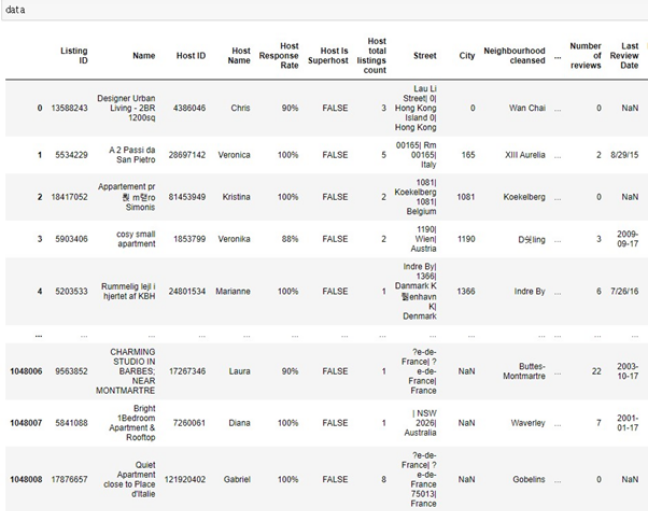 data
Listing ID Name Host ID Host Name Host Response Rate Host Is Superhost Host total listings count Street City Neighbourhood cleansed ... Number of reviews Last Review Date
0 13588243 Designer Urban Living - 2BR 1200sq 4386046 Chris 90% FALSE 3 Lau Li Street| 0| Hong Kong Island 0| Hong Kong 0 Wan Chai ... 0 NaN
1 5534229 A 2 Passi da San Pietro 28697142 Veronica 100% FALSE 5 00165| Rm 00165| Italy 165 XIII Aurelia ... 2 8/29/15
2 18417052 Appartement pr Simonis 81453949 Kristina 100% FALSE 2 1081| Koekelberg 1081| Belgium 1081 Koekelberg ... 0 NaN
3 5903406 cosy small apartment 1853799 Veronika 88% FALSE 2 1190| Wien| Austria 1190 ... 3 2009-09-17
4 5203533 Rummelig lejl i hjertet af KBH 24801534 Marianne 100% FALSE 1 Indre By| 1366| Danmark K K| Denmark 1366 Indre By ... 6 7/26/16
... ... ... ... ... ... ... ... ... ... ... ... ... ...
1048006 9563852 CHARMING STUDIO IN BARBES; NEAR MONTMARTRE 17267346 Laura 90% FALSE 1 ?e-de-France| ?e-de-France| France NaN Buttes-Montmartre ... 22 2003-10-17
1048007 5841088 Bright 1Bedroom Apartment & Rooftop 7260061 Diana 100% FALSE 1 | NSW 2026| Australia NaN Waverley ... 7 2001-01-17
1048008 17876657 Quiet Apartment close to Place d'Italie 121920402 Gabriel 100% FALSE 8 ?e-de-France| ?e-de-France 75013| France NaN Gobelins ... 0 NaN